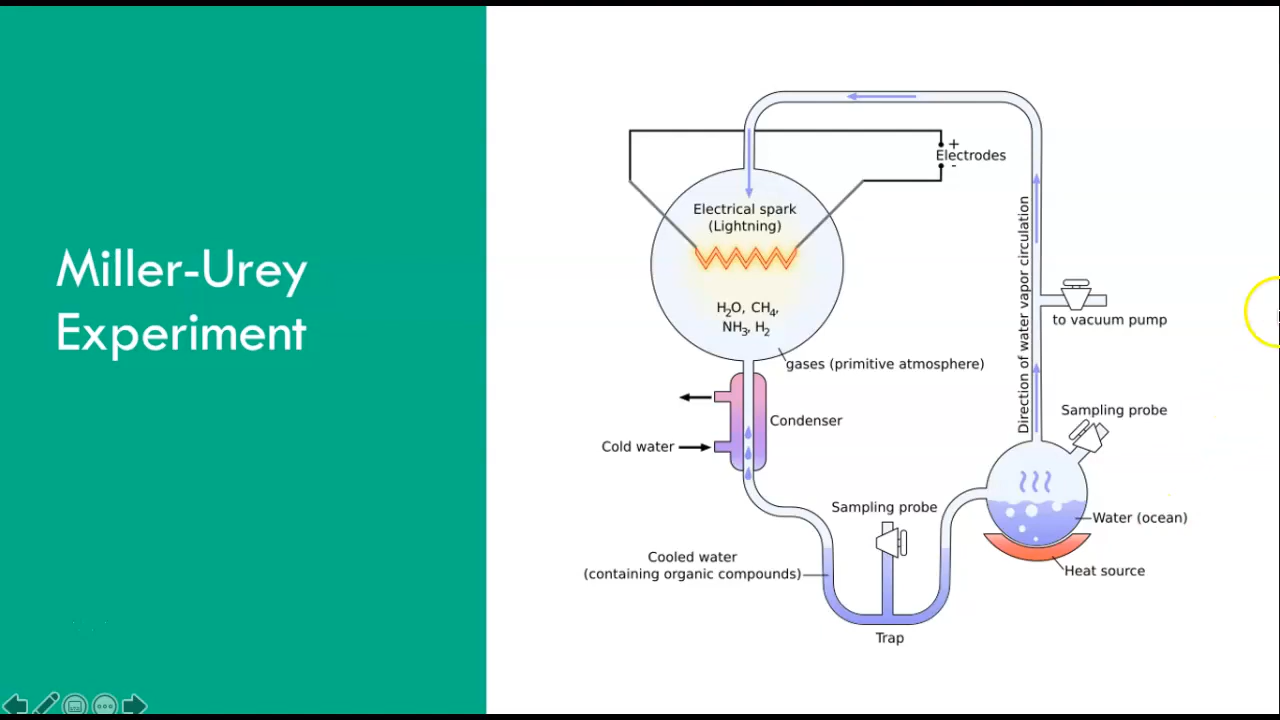 Miller-Urey
Experiment
+
Electrodes
-
Electrical spark
(Lightning)
H₂O, CH₄,
NH₃, H₂
gases (primitive atmosphere)
Direction of water vapor circulation
to vacuum pump
Condenser
Cold water
Sampling probe
Sampling probe
Water (ocean)
Heat source
Cooled water
(containing organic compounds)
Trap